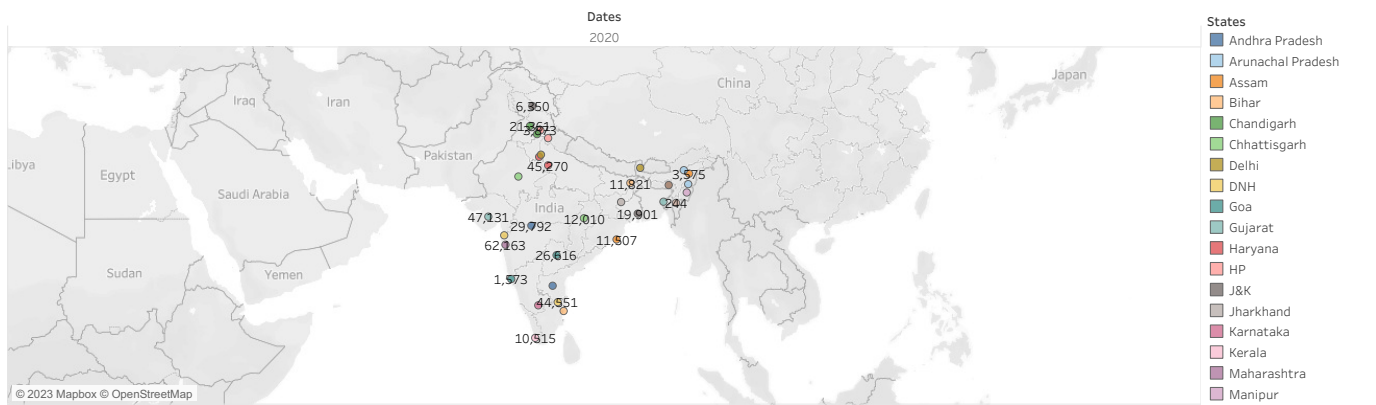 Dates
2020
States
Andhra Pradesh
Arunachal Pradesh
Assam
Bihar
Chandigarh
Chhattisgarh
Delhi
DNH
Goa
Gujarat
Haryana
HP
J&K
Jharkhand
Karnataka
Kerala
Maharashtra
Manipur
China
Japan
Iraq
Iran
6,350
Pakistan
45,270
ibya
Egypt
11,821
3,575
Saudi Arabia
India
47,131
29,792
12,010
19,901
244
62,163
11,507
Sudan
Yemen
26,616
1,573
44,551
10,515
© 2023 Mapbox © OpenStreetMap